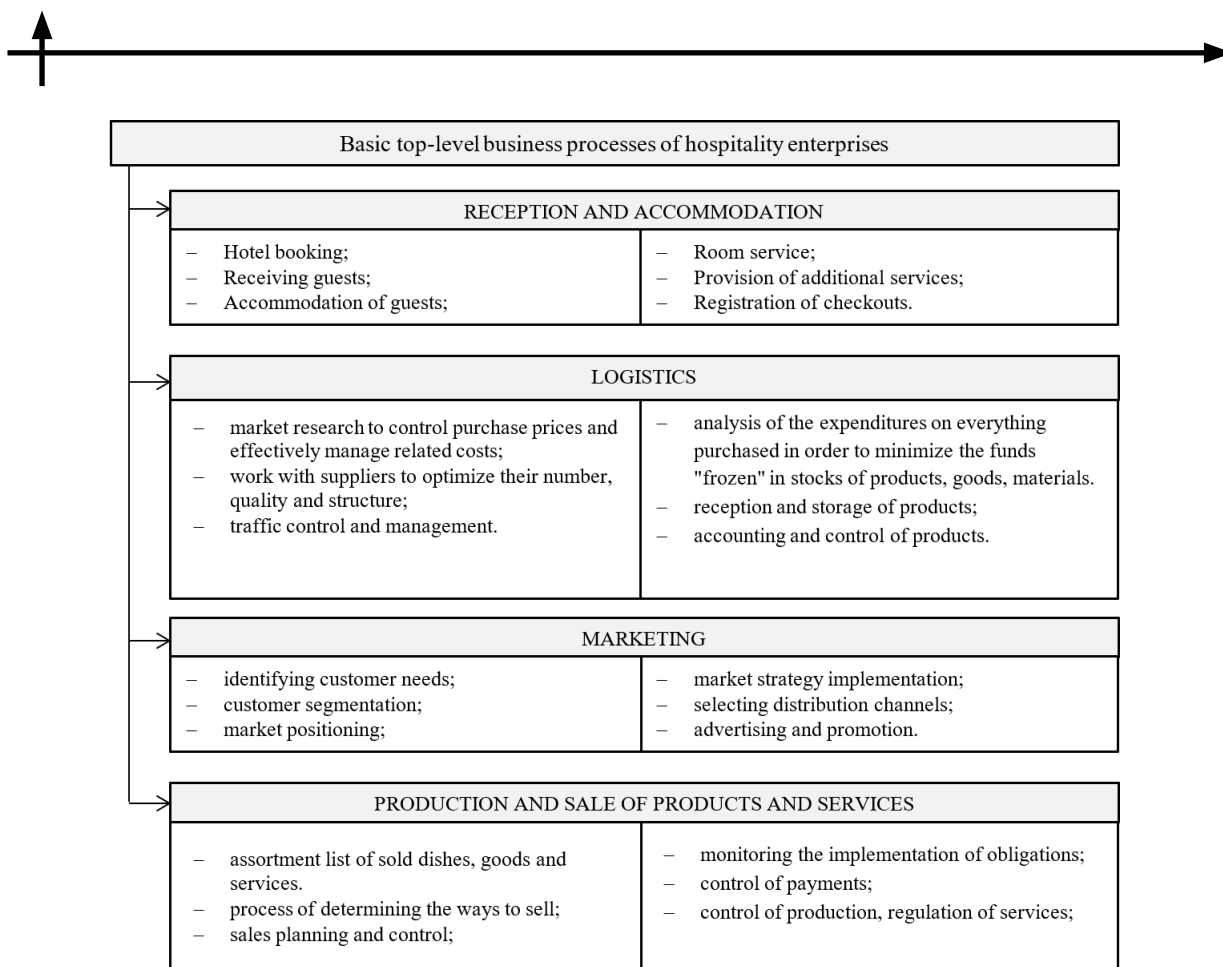 Basic top-level business processes of hospitality enterprises
RECEPTION AND ACCOMMODATION
– Hotel booking;
– Receiving guests;
– Accommodation of guests;
– Room service;
– Provision of additional services;
– Registration of checkouts.
LOGISTICS
– market research to control purchase prices and
effectively manage related costs;
– work with suppliers to optimize their number,
quality and structure;
– traffic control and management.
– analysis of the expenditures on everything
purchased in order to minimize the funds
"frozen" in stocks of products, goods, materials.
– reception and storage of products;
– accounting and control of products.
MARKETING
– identifying customer needs;
– customer segmentation;
– market positioning;
– market strategy implementation;
– selecting distribution channels;
– advertising and promotion.
PRODUCTION AND SALE OF PRODUCTS AND SERVICES
– assortment list of sold dishes, goods and
services.
– process of determining the ways to sell;
– sales planning and control;
– monitoring the implementation of obligations;
– control of payments;
– control of production, regulation of services;